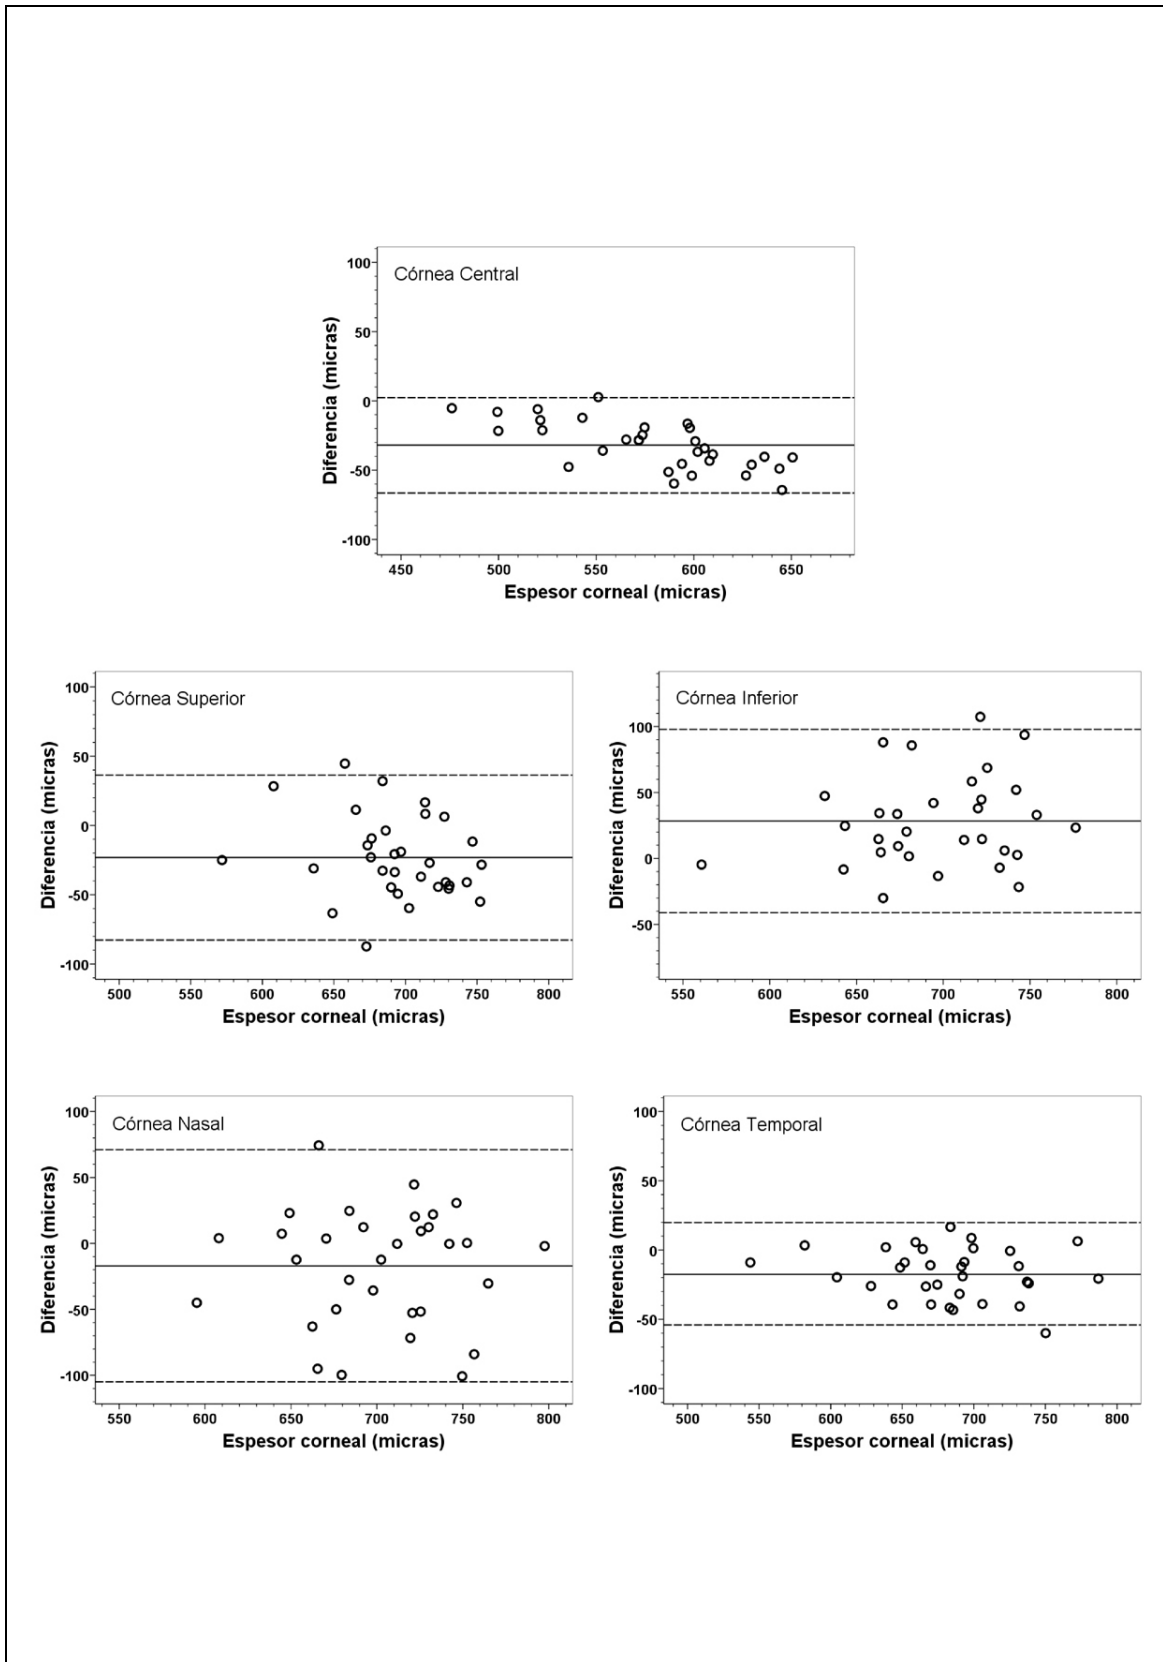 Córnea Central
Diferencia (micras)
100
50
0
-50
-100
450 500 550 600 650
Espesor corneal (micras)
Córnea Superior
Diferencia (micras)
100
50
0
-50
-100
500 550 600 650 700 750 800
Espesor corneal (micras)
Córnea Inferior
Diferencia (micras)
100
50
0
-50
550 600 650 700 750 800
Espesor corneal (micras)
Córnea Nasal
Diferencia (micras)
100
50
0
-50
-100
550 600 650 700 750 800
Espesor corneal (micras)
Córnea Temporal
Diferencia (micras)
100
50
0
-50
-100
500 550 600 650 700 750 800
Espesor corneal (micras)